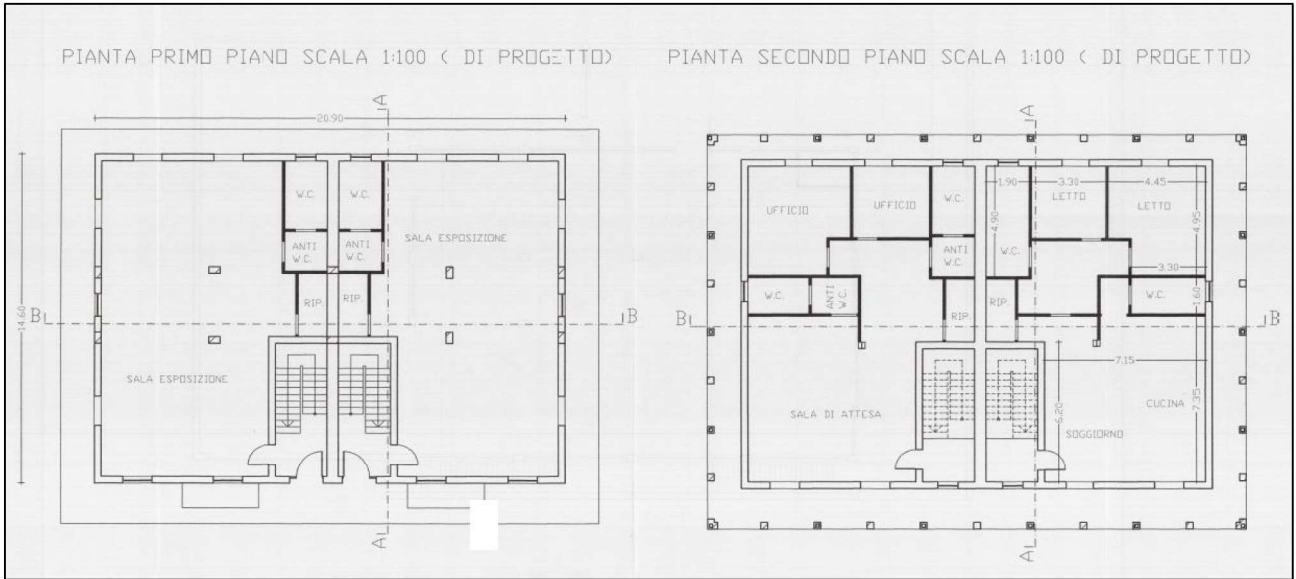 PIANTA PRIMO PIANO SCALA 1:100 ( DI PROGETTO)
A
20.90
W.C.
W.C.
SALA ESPOSIZIONE
ANTI W.C.
ANTI W.C.
14.60
RIP.
RIP.
B
B
SALA ESPOSIZIONE
A
PIANTA SECONDO PIANO SCALA 1:100 ( DI PROGETTO)
A
1.90
3.30
4.45
UFFICIO
UFFICIO
W.C.
LETTO
LETTO
4.90
4.95
ANTI W.C.
W.C.
3.30
W.C.
ANTI W.C.
RIP.
RIP.
W.C.
1.60
B
B
7.15
SALA DI ATTESA
6.20
SOGGIORNO
CUCINA
7.35
A